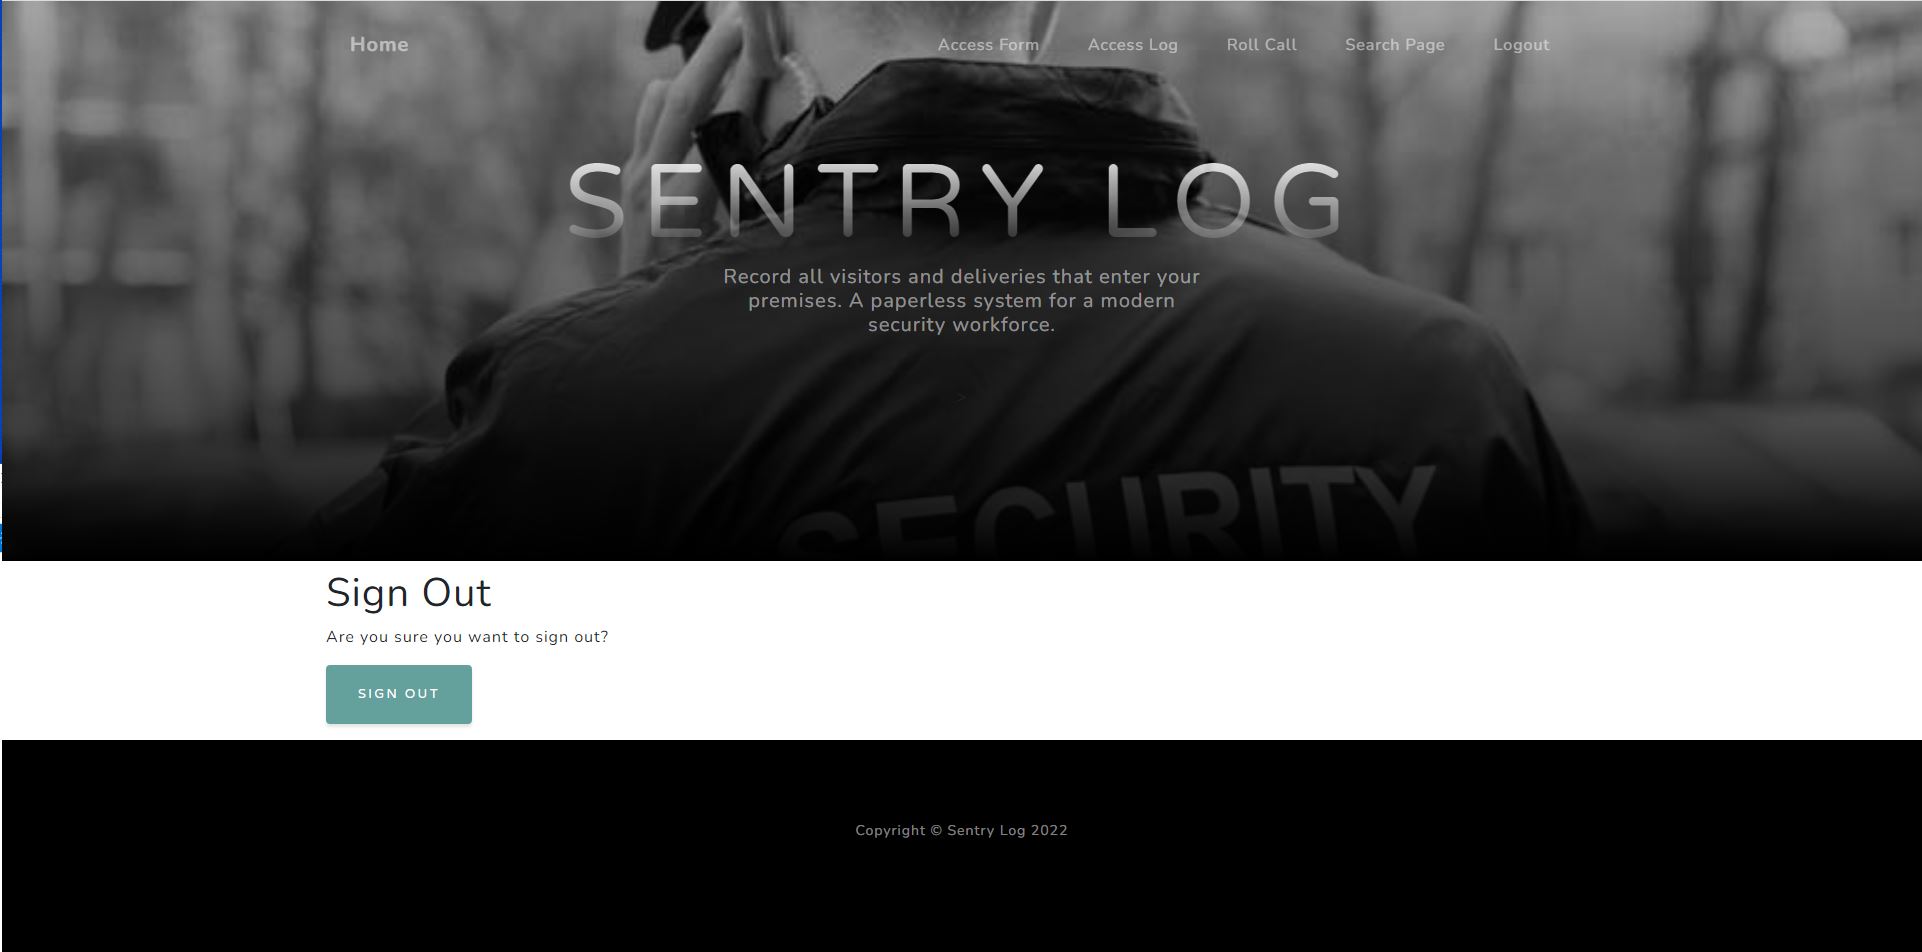 Home
Access Form
Access Log
Roll Call
Search Page
Logout
SENTRY LOG
Record all visitors and deliveries that enter your
premises. A paperless system for a modern
security workforce.
>
SECURITY
Sign Out
Are you sure you want to sign out?
SIGN OUT
Copyright © Sentry Log 2022